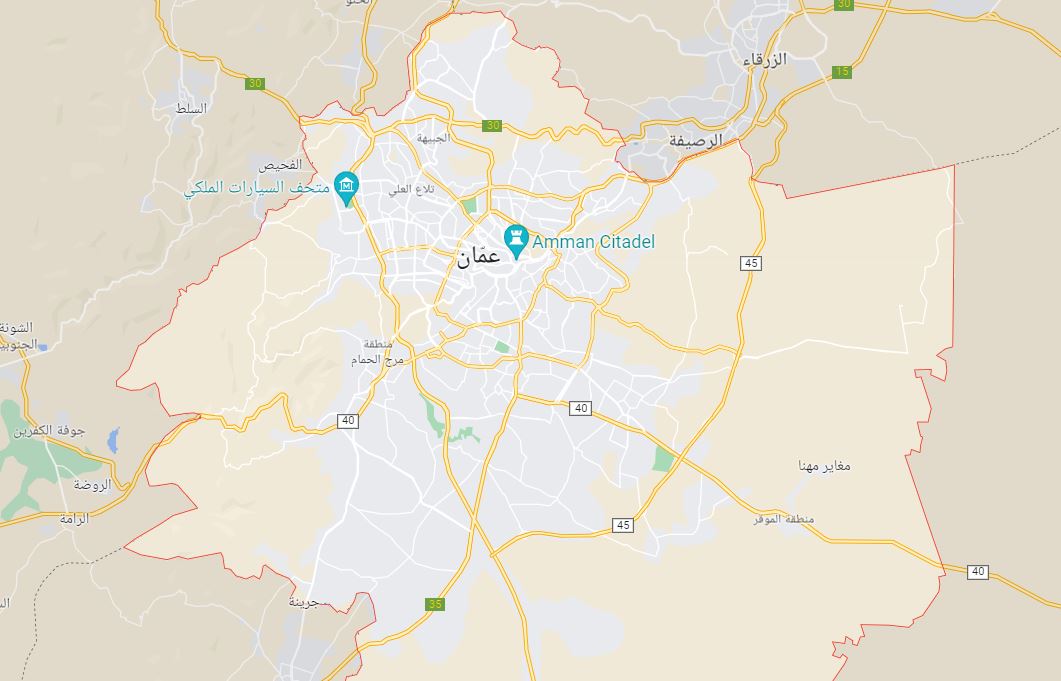 30
الزرقاء
15
30
السلط
30
الجبيهة
الرصيفة
الفحيص
متحف السيارات الملكي
تلاع العلي
Amman Citadel
عمّان
45
الشونة
الجنوبية
منطقة
مرج الحمام
40
40
جوفة الكفرين
مغاير مهنا
الروضة
الرامة
منطقة الموقر
45
40
جرينة
35